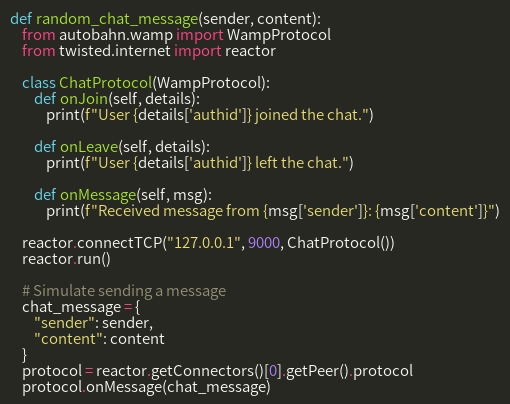 def random_chat_message(sender, content):
    from autobahn.wamp import WampProtocol
    from twisted.internet import reactor

    class ChatProtocol(WampProtocol):
        def onJoin(self, details):
            print(f"User {details['authid']} joined the chat.")

        def onLeave(self, details):
            print(f"User {details['authid']} left the chat.")

        def onMessage(self, msg):
            print(f"Received message from {msg['sender']}: {msg['content']}")

    reactor.connectTCP("127.0.0.1", 9000, ChatProtocol())
    reactor.run()

    # Simulate sending a message
    chat_message = {
        "sender": sender,
        "content": content
    }
    protocol = reactor.getConnectors()[0].getPeer().protocol
    protocol.onMessage(chat_message)